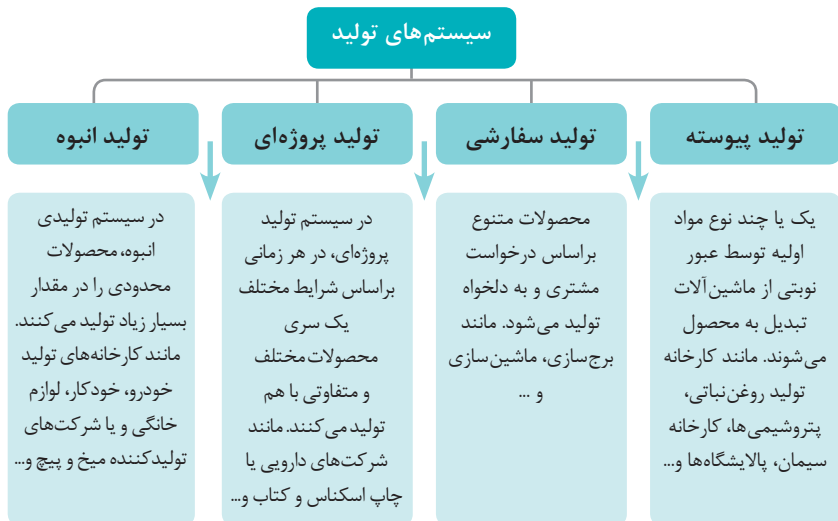 سیستم‌های تولید
تولید پیوسته
یک یا چند نوع مواد
اولیه توسط عبور
نوبتی از ماشین‌آلات
تبدیل به محصول
می‌شوند. مانند کارخانه
تولید روغن‌نباتی،
پتروشیمی‌ها، کارخانه
سیمان، پالایشگاه‌ها و...
تولید سفارشی
محصولات متنوع
براساس درخواست
مشتری و به دلخواه
تولید می‌شود. مانند
برج‌سازی، ماشین‌سازی
و ...
تولید پروژه‌ای
در سیستم تولید
پروژه‌ای، در هر زمانی
براساس شرایط مختلف
یک سری
محصولات مختلف
و متفاوتی با هم
تولید می‌کنند. مانند
شرکت‌های دارویی یا
چاپ اسکناس و کتاب و...
تولید انبوه
در سیستم تولیدی
انبوه، محصولات
محدودی را در مقدار
بسیار زیاد تولید می‌کنند.
مانند کارخانه‌های تولید
خودرو، خودکار، لوازم
خانگی و یا شرکت‌های
تولیدکننده میخ و پیچ و...